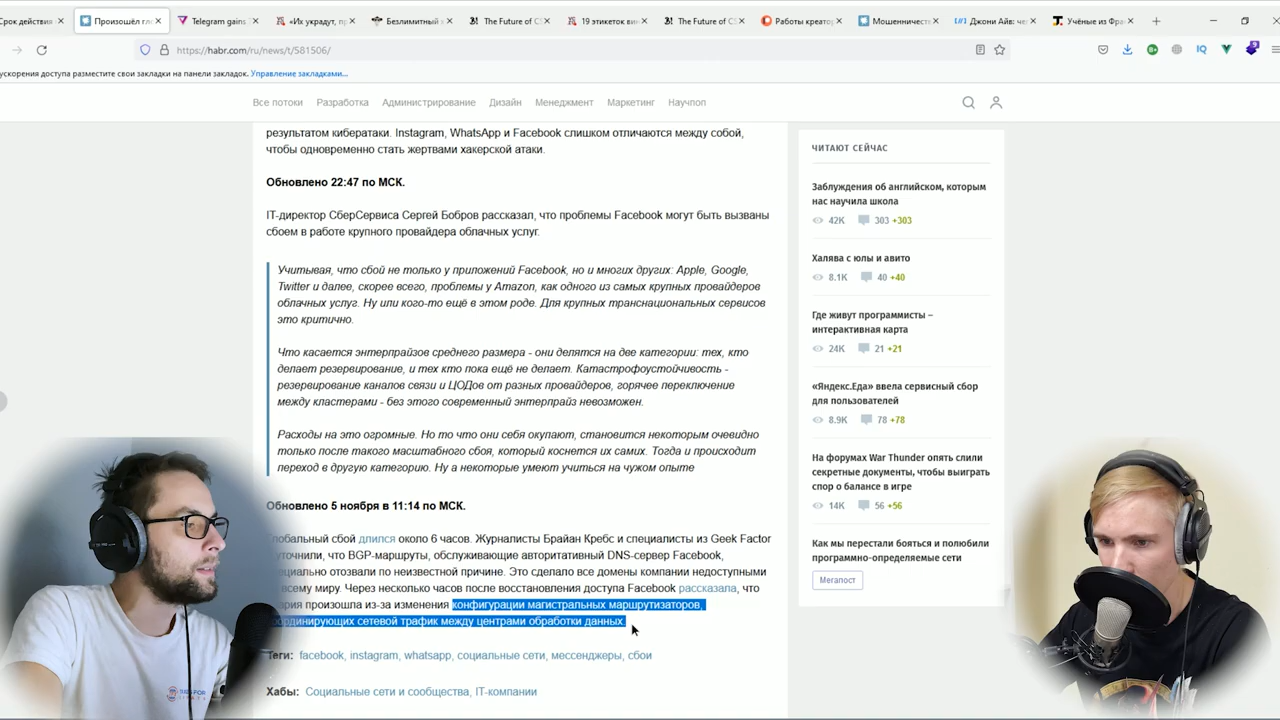 Срок действия
Произошёл гл
Telegram gains
«Их украдут, пр
Безлимитный
The Future of CS
19 этикеток вин
The Future of CS
Работы креатор
Мошенничеств
Джони Айв: че
Учёные из Фра
https://habr.com/ru/news/t/581506/
ускорения доступа разместите свои закладки на панели закладок. Управление закладками…
Все потоки Разработка Администрирование Дизайн Менеджмент Маркетинг Научпоп
результатом кибератаки. Instagram, WhatsApp и Facebook слишком отличаются между собой,
чтобы одновременно стать жертвами хакерской атаки.
Обновлено 22:47 по МСК.
IT-директор СберСервиса Сергей Бобров рассказал, что проблемы Facebook могут быть вызваны
сбоем в работе крупного провайдера облачных услуг.
Учитывая, что сбой не только у приложений Facebook, но и многих других: Apple, Google,
Twitter и далее, скорее всего, проблемы у Amazon, как одного из самых крупных провайдеров
облачных услуг. Ну или кого-то ещё в этом роде. Для крупных транснациональных сервисов
это критично.
Что касается энтерпрайзов среднего размера - они делятся на две категории: тех, кто
делает резервирование, и тех кто пока ещё не делает. Катастрофоустойчивость -
резервирование каналов связи и ЦОДов от разных провайдеров, горячее переключение
между кластерами - без этого современный энтерпрайз невозможен.
Расходы на это огромные. Но то что они себя окупают, становится некоторым очевидно
только после такого масштабного сбоя, который коснется их самих. Тогда и происходит
переход в другую категорию. Ну а некоторые умеют учиться на чужом опыте
Обновлено 5 ноября в 11:14 по МСК.
лобальный сбой длился около 6 часов. Журналисты Брайан Кребс и специалисты из Geek Factor
уточнили, что BGP-маршруты, обслуживающие авторитативный DNS-сервер Facebook,
циально отозвали по неизвестной причине. Это сделало все домены компании недоступными
всему миру. Через несколько часов после восстановления доступа Facebook рассказала, что
ария произошла из-за изменения конфигурации магистральных маршрутизаторов,
ординирующих сетевой трафик между центрами обработки данных.
Теги: facebook, instagram, whatsapp, социальные сети, мессенджеры, сбои
Хабы: Социальные сети и сообщества, IT-компании
ЧИТАЮТ СЕЙЧАС
Заблуждения об английском, которым
нас научила школа
42K 303 +303
Халява с юлы и авито
8.1K 40 +40
Где живут программисты –
интерактивная карта
24K 21 +21
«Яндекс.Еда» ввела сервисный сбор
для пользователей
8.9K 78 +78
На форумах War Thunder опять слили
секретные документы, чтобы выиграть
спор о балансе в игре
14K 56 +56
Как мы перестали бояться и полюбили
программно-определяемые сети
Мегапост